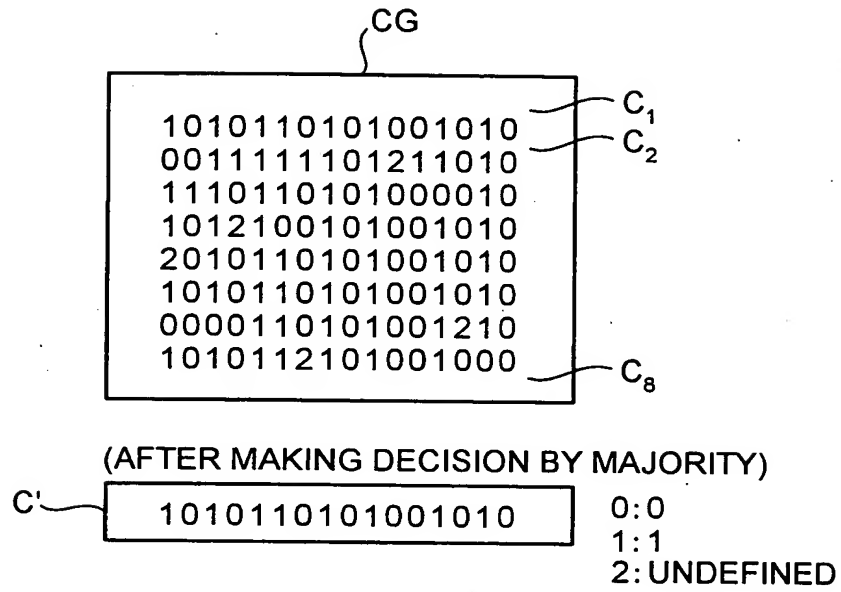 CG
1010110101001010 C₁
0011111101211010 C₂
1110110101000010
1012100101001010
2010110101001010
1010110101001010
0000110101001210
1010112101001000 C₈
(AFTER MAKING DECISION BY MAJORITY)
C' 1010110101001010 0:0
1:1
2:UNDEFINED